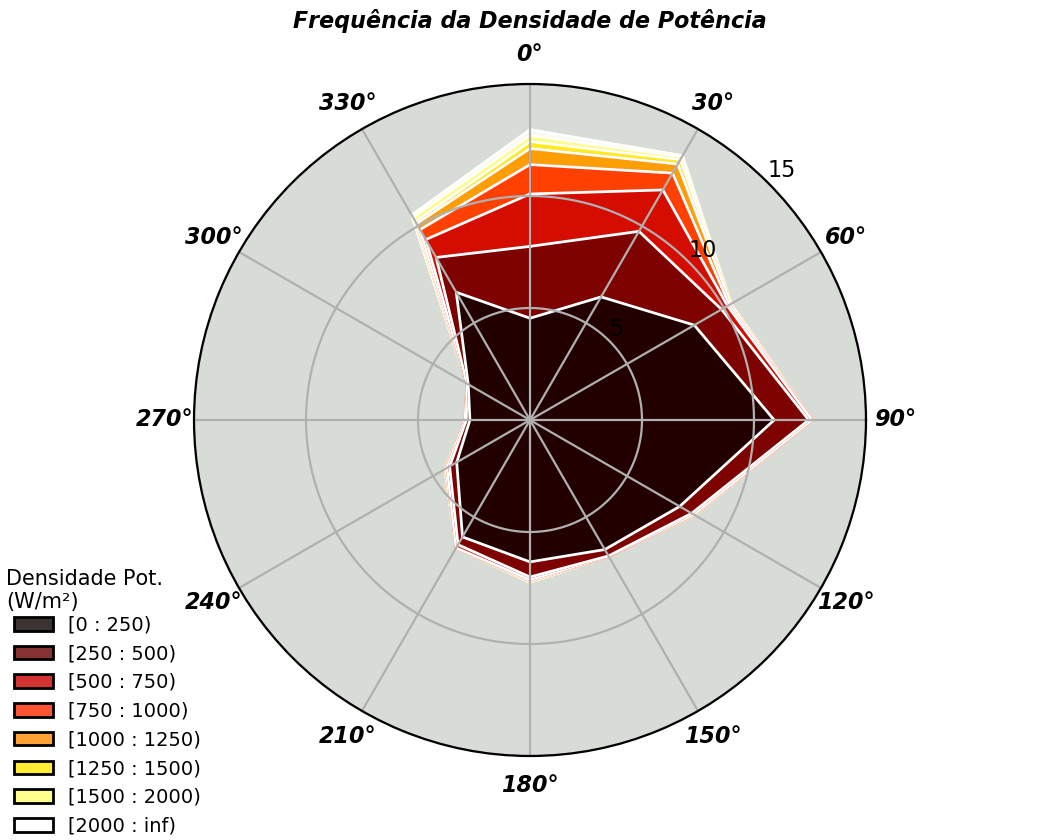 Frequência da Densidade de Potência
0°
330°
30°
15
300°
60°
10
5
270°
90°
240°
120°
210°
150°
180°
Densidade Pot.
(W/m²)
[0 : 250)
[250 : 500)
[500 : 750)
[750 : 1000)
[1000 : 1250)
[1250 : 1500)
[1500 : 2000)
[2000 : inf)